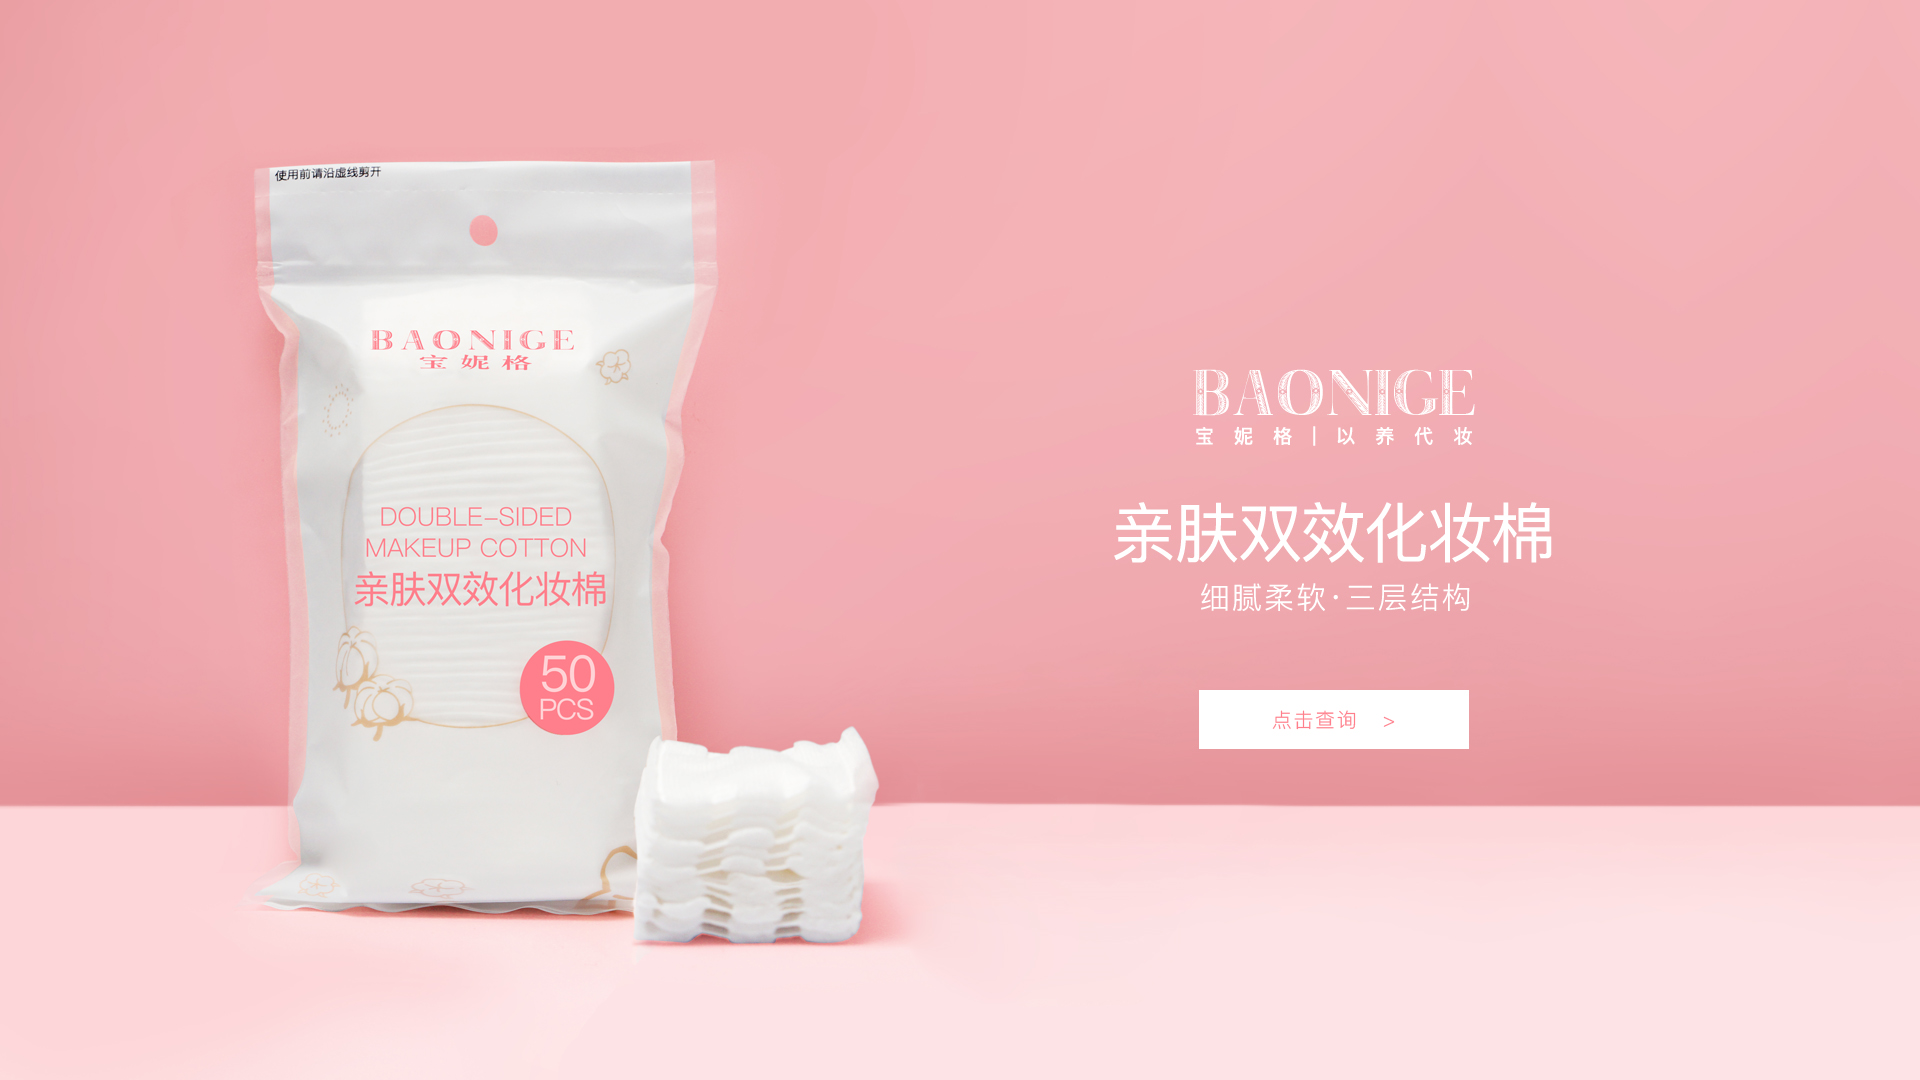 使用前请沿虚线剪开
BAONIGE
宝妮格
DOUBLE-SIDED
MAKEUP COTTON
亲肤双效化妆棉
50
PCS
BAONIGE
宝妮格|以养代妆
亲肤双效化妆棉
细腻柔软·三层结构
点击查询 >